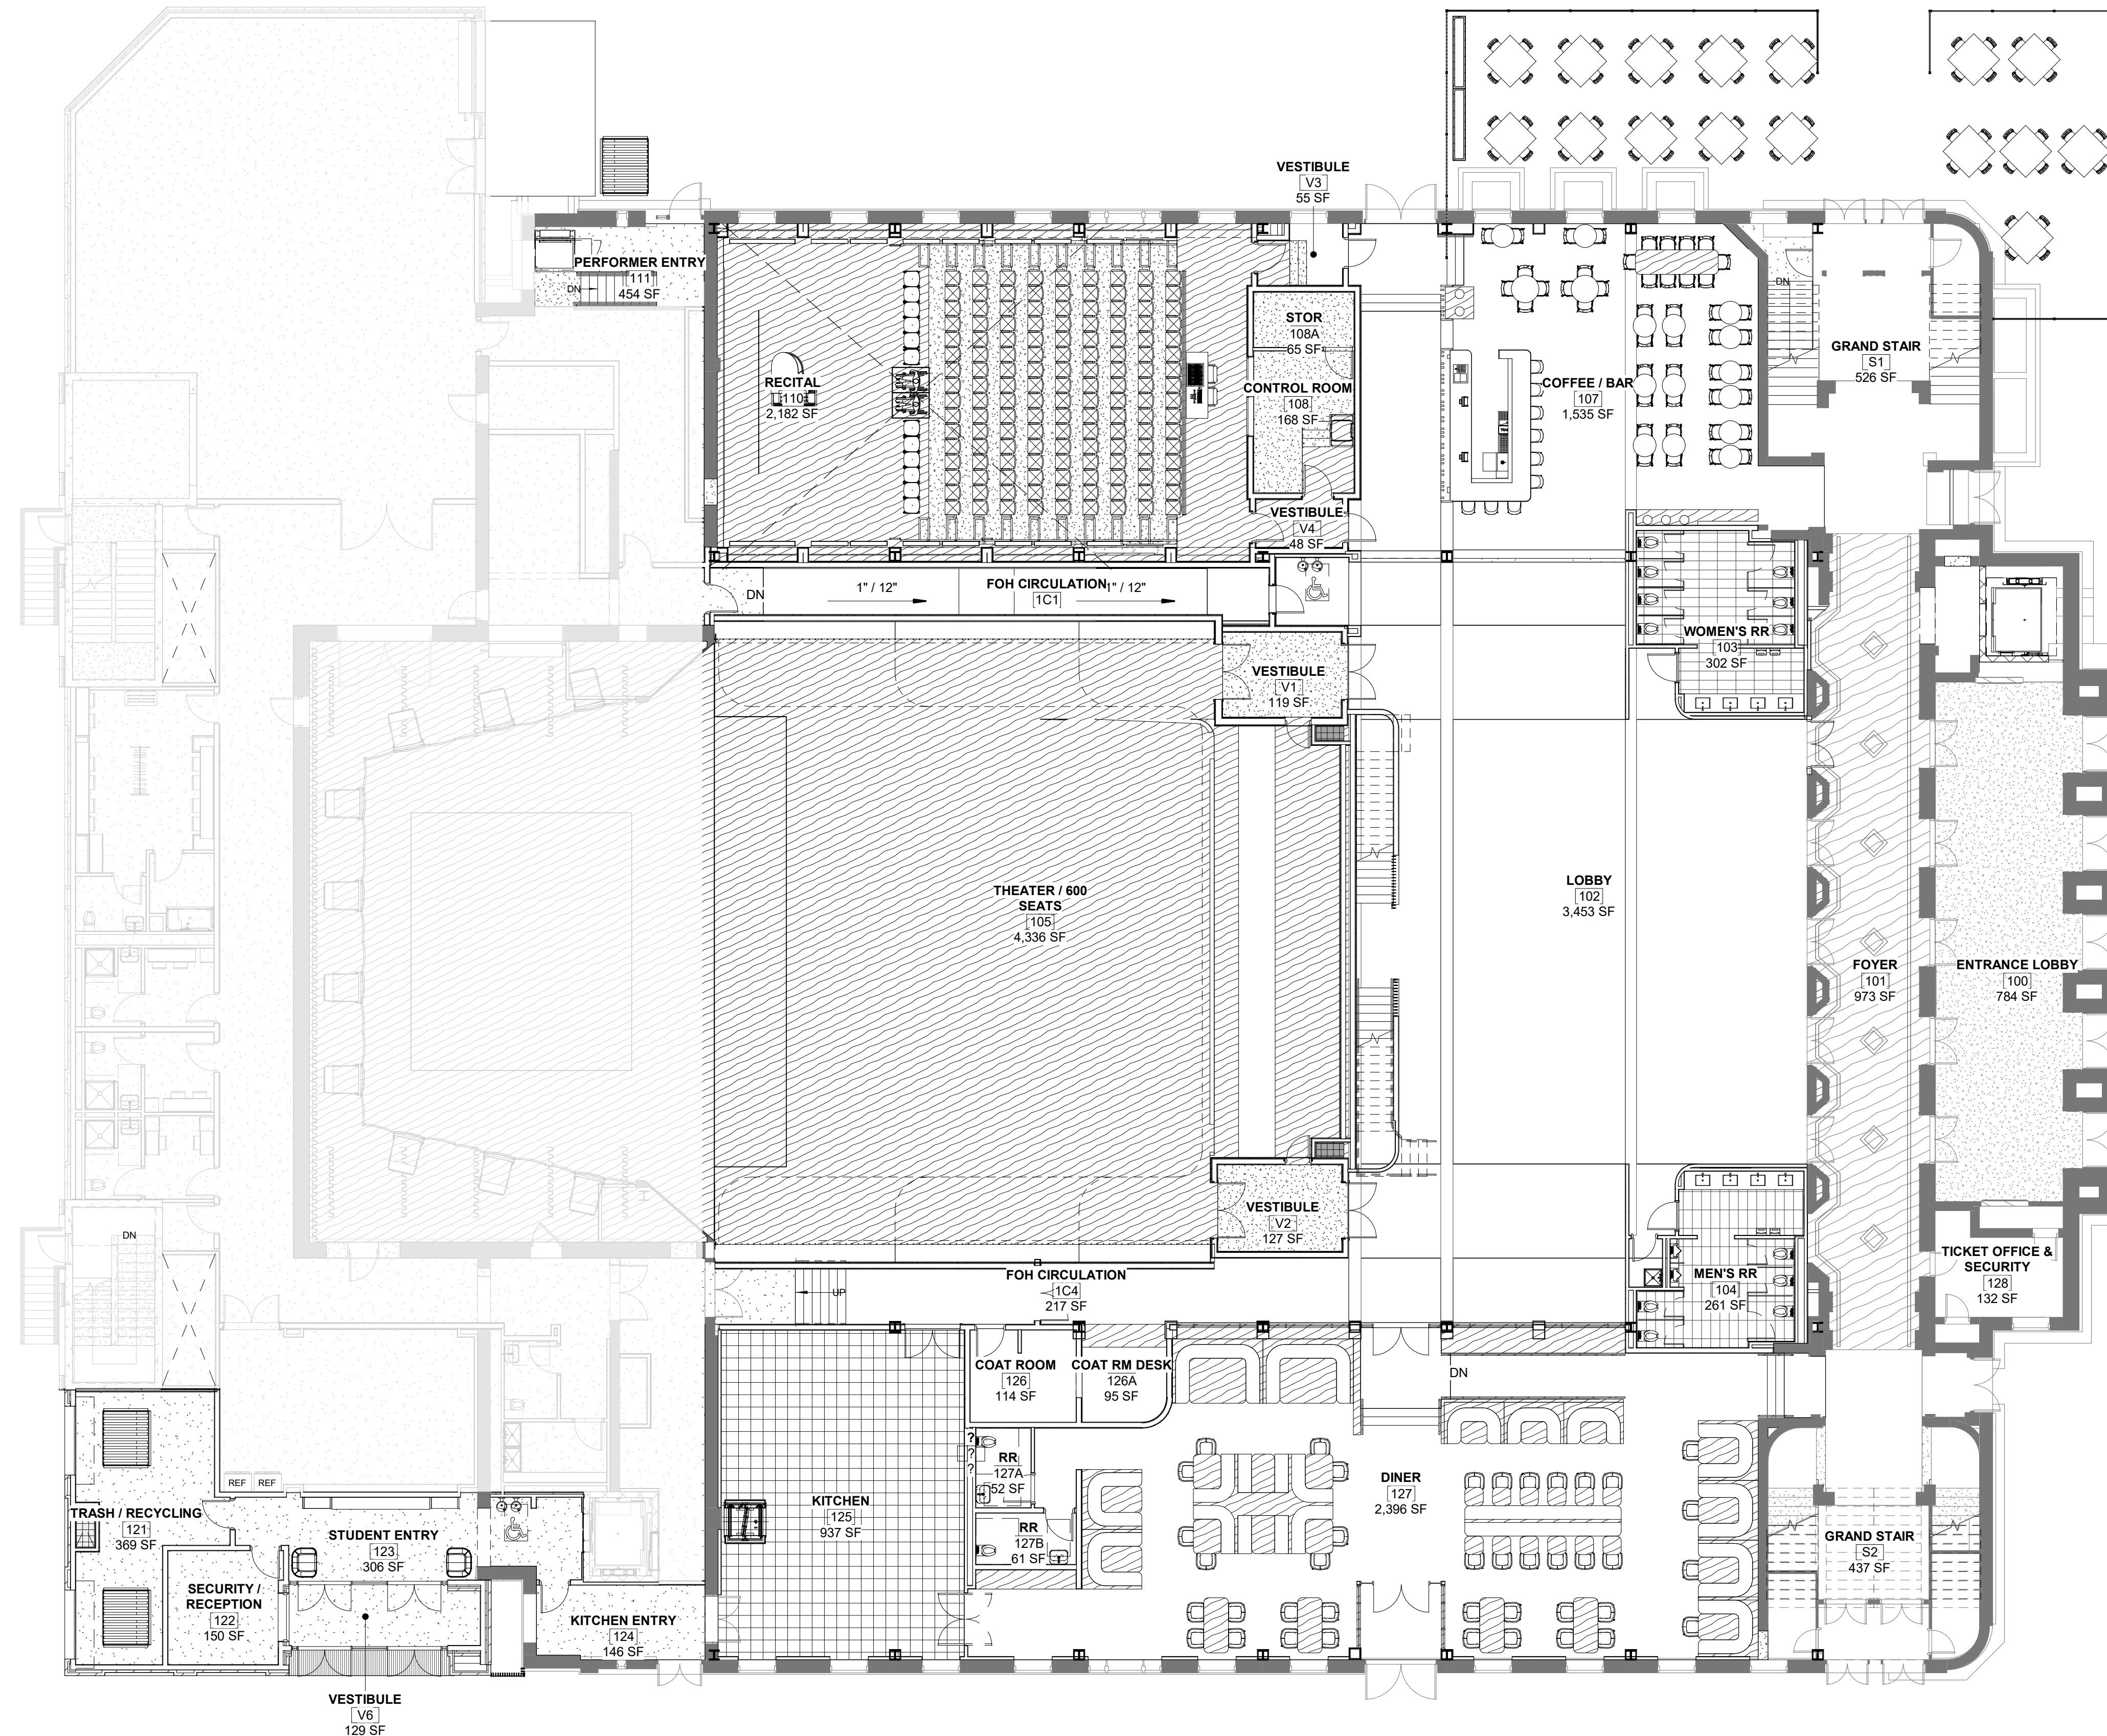 VESTIBULE
V3
55 SF
PERFORMER ENTRY
111
454 SF
DN
STOR
108A
65 SF
RECITAL
110
2,182 SF
CONTROL ROOM
108
168 SF
COFFEE / BAR
107
1,535 SF
DN
GRAND STAIR
S1
526 SF
VESTIBULE
V4
48 SF
DN
1" / 12"
FOH CIRCULATION
1C1
1" / 12"
WOMEN'S RR
103
302 SF
VESTIBULE
V1
119 SF
THEATER / 600
SEATS
105
4,336 SF
LOBBY
102
3,453 SF
FOYER
101
973 SF
ENTRANCE LOBBY
100
784 SF
VESTIBULE
V2
127 SF
DN
FOH CIRCULATION
1C4
217 SF
UP
MEN'S RR
104
261 SF
TICKET OFFICE &
SECURITY
128
132 SF
COAT ROOM
126
114 SF
COAT RM DESK
126A
95 SF
DN
?
?
?
RR
127A
52 SF
DINER
127
2,396 SF
REF
REF
KITCHEN
125
937 SF
RR
127B
61 SF
TRASH / RECYCLING
121
369 SF
STUDENT ENTRY
123
306 SF
GRAND STAIR
S2
437 SF
SECURITY /
RECEPTION
122
150 SF
KITCHEN ENTRY
124
146 SF
VESTIBULE
V6
129 SF